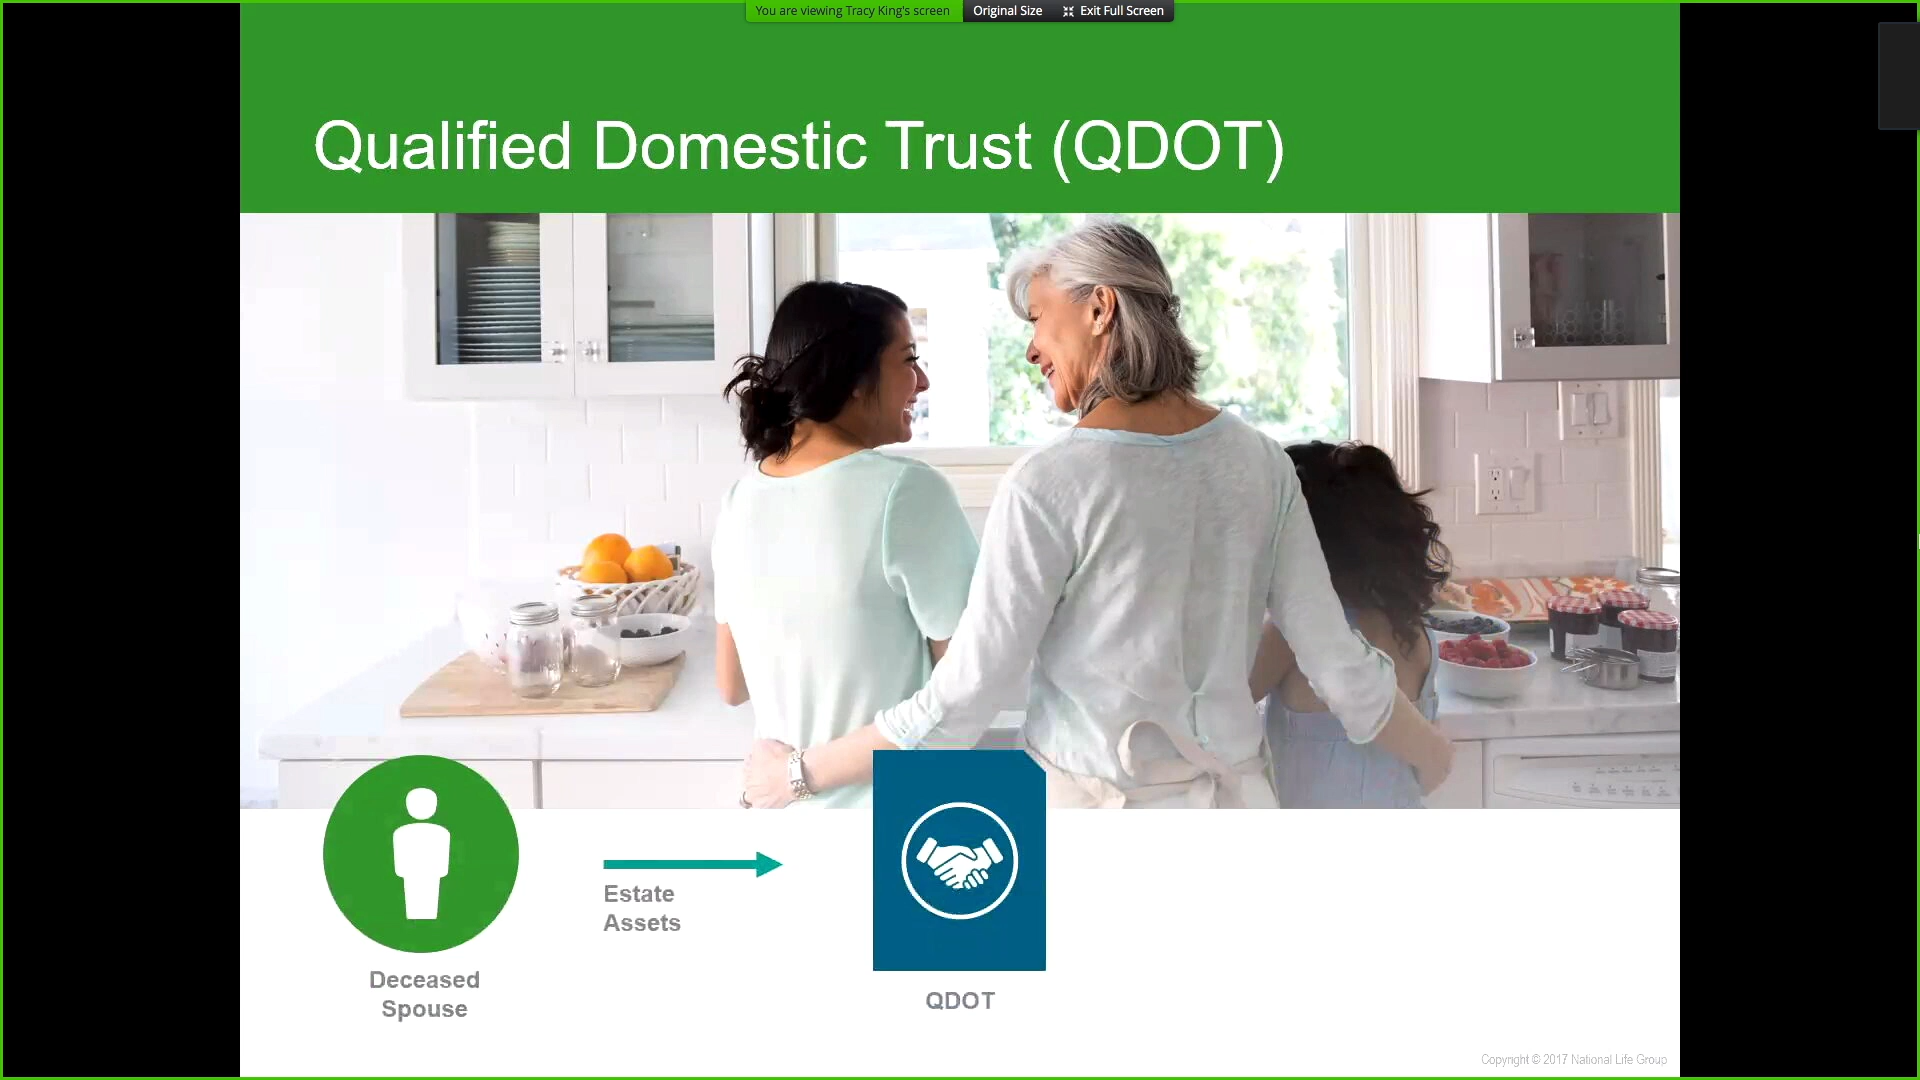 You are viewing Tracy King's screen
Original Size
Exit Full Screen
Qualified Domestic Trust (QDOT)
Estate
Assets
Deceased
Spouse
QDOT
Copyright © 2017 National Life Group